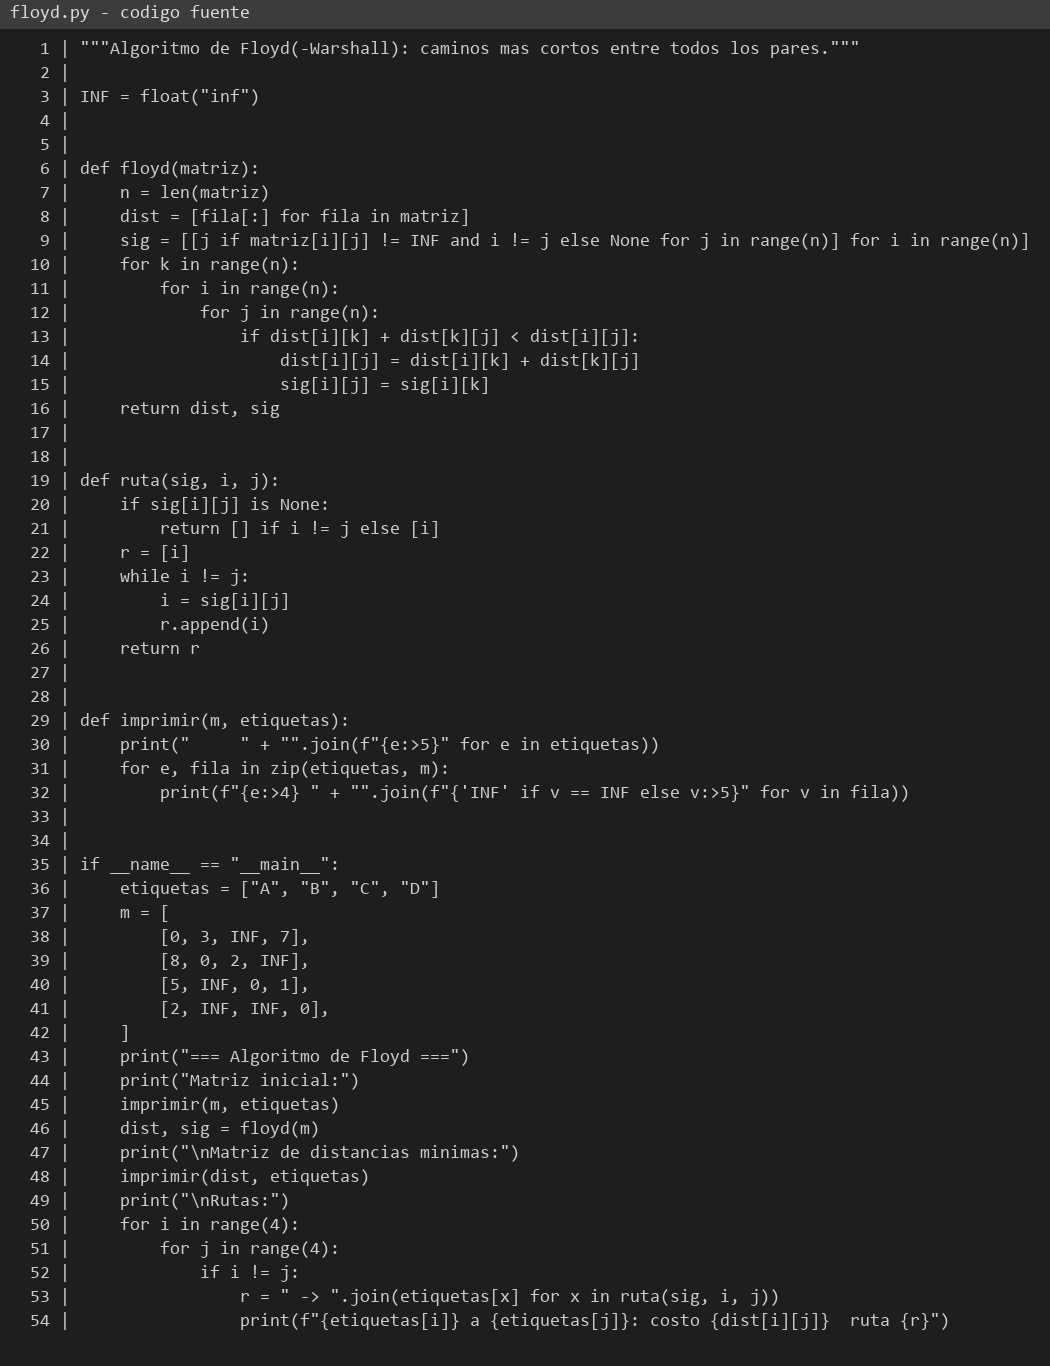 floyd.py - codigo fuente
1 | """Algoritmo de Floyd(-Warshall): caminos mas cortos entre todos los pares."""
2 |
3 | INF = float("inf")
4 |
5 |
6 | def floyd(matriz):
7 |     n = len(matriz)
8 |     dist = [fila[:] for fila in matriz]
9 |     sig = [[j if matriz[i][j] != INF and i != j else None for j in range(n)] for i in range(n)]
10 |     for k in range(n):
11 |         for i in range(n):
12 |             for j in range(n):
13 |                 if dist[i][k] + dist[k][j] < dist[i][j]:
14 |                     dist[i][j] = dist[i][k] + dist[k][j]
15 |                     sig[i][j] = sig[i][k]
16 |     return dist, sig
17 |
18 |
19 | def ruta(sig, i, j):
20 |     if sig[i][j] is None:
21 |         return [] if i != j else [i]
22 |     r = [i]
23 |     while i != j:
24 |         i = sig[i][j]
25 |         r.append(i)
26 |     return r
27 |
28 |
29 | def imprimir(m, etiquetas):
30 |     print("     " + "".join(f"{e:>5}" for e in etiquetas))
31 |     for e, fila in zip(etiquetas, m):
32 |         print(f"{e:>4} " + "".join(f"{'INF' if v == INF else v:>5}" for v in fila))
33 |
34 |
35 | if __name__ == "__main__":
36 |     etiquetas = ["A", "B", "C", "D"]
37 |     m = [
38 |         [0, 3, INF, 7],
39 |         [8, 0, 2, INF],
40 |         [5, INF, 0, 1],
41 |         [2, INF, INF, 0],
42 |     ]
43 |     print("=== Algoritmo de Floyd ===")
44 |     print("Matriz inicial:")
45 |     imprimir(m, etiquetas)
46 |     dist, sig = floyd(m)
47 |     print("\nMatriz de distancias minimas:")
48 |     imprimir(dist, etiquetas)
49 |     print("\nRutas:")
50 |     for i in range(4):
51 |         for j in range(4):
52 |             if i != j:
53 |                 r = " -> ".join(etiquetas[x] for x in ruta(sig, i, j))
54 |                 print(f"{etiquetas[i]} a {etiquetas[j]}: costo {dist[i][j]}  ruta {r}")